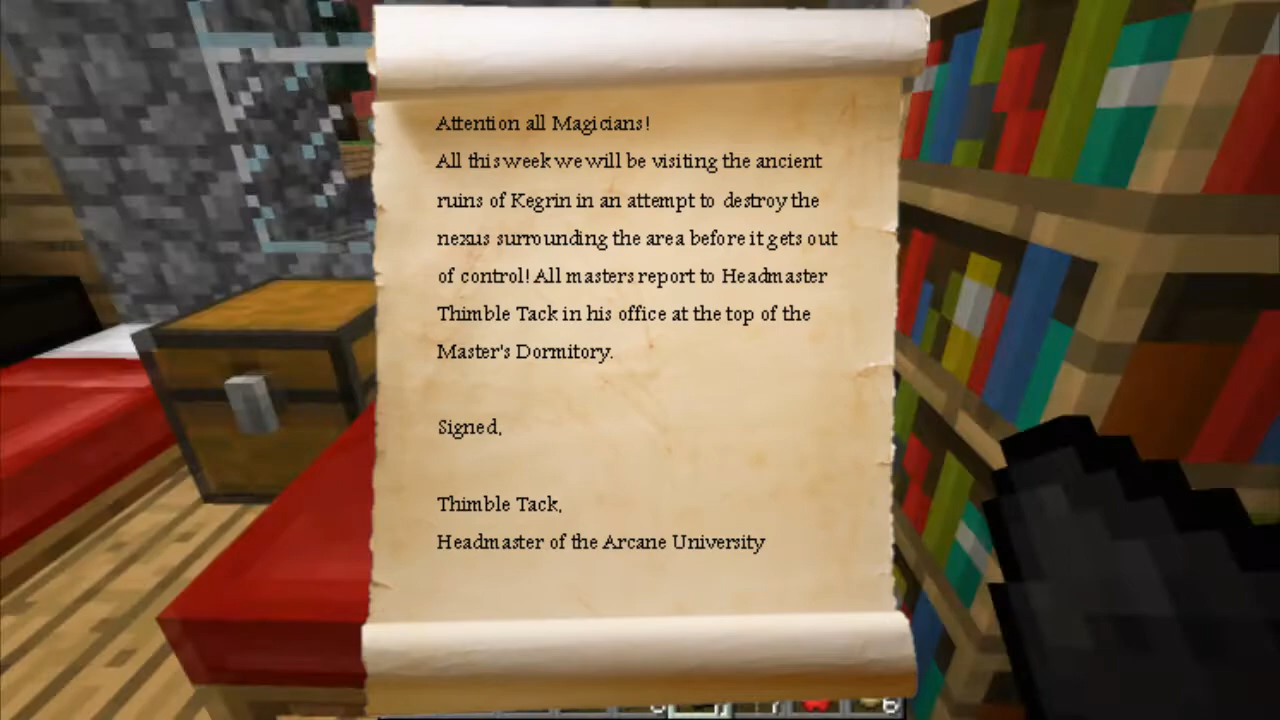 Attention all Magicians!
All this week we will be visiting the ancient
ruins of Kegrin in an attempt to destroy the
nexus surrounding the area before it gets out
of control! All masters report to Headmaster
Thimble Tack in his office at the top of the
Master's Dormitory.
Signed,
Thimble Tack,
Headmaster of the Arcane University
6